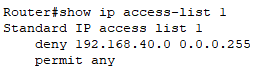 Router#show ip access-list 1
Standard IP access list 1
    deny 192.168.40.0 0.0.0.255
    permit any